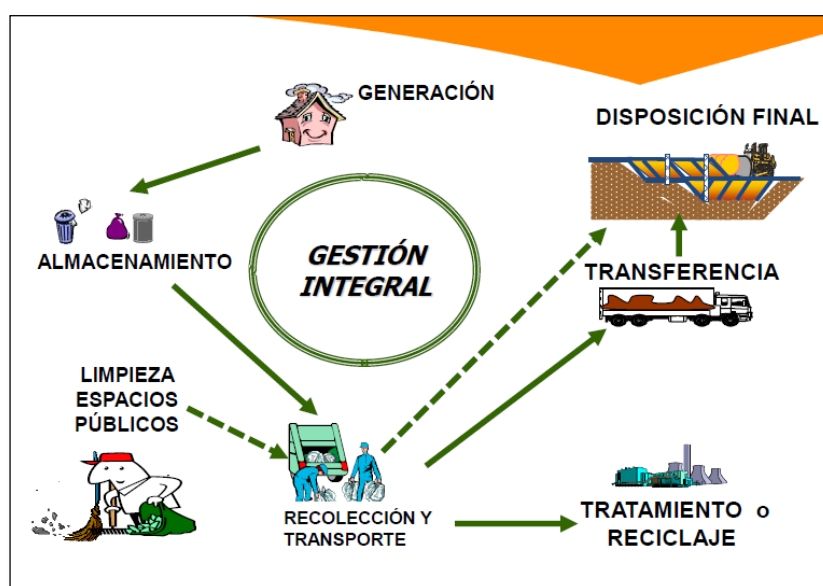 GENERACIÓN
DISPOSICIÓN FINAL
ALMACENAMIENTO
GESTIÓN
INTEGRAL
TRANSFERENCIA
LIMPIEZA
ESPACIOS
PÚBLICOS
RECOLECCIÓN Y
TRANSPORTE
TRATAMIENTO o
RECICLAJE